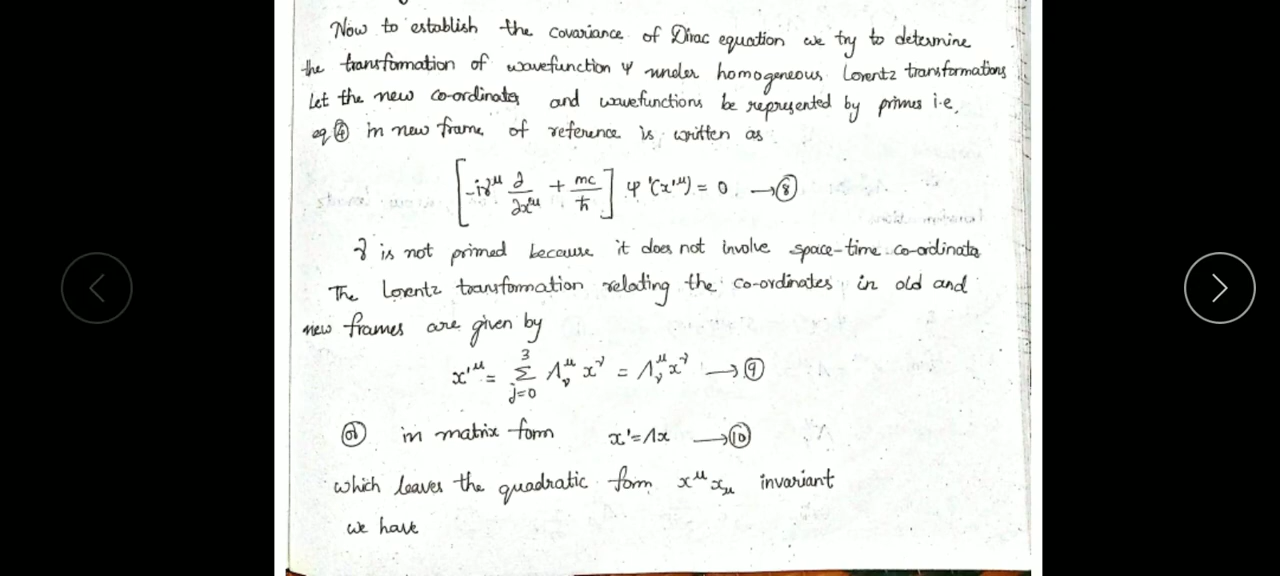 Now to establish the covariance of Dirac equation we try to determine
the transformation of wavefunction ψ under homogeneous Lorentz transformations
Let the new co-ordinates and wavefunctions be represented by primes i.e,
eq ④ in new frame of reference is written as
[-iγ^μ ∂/∂x'^μ + mc/ħ] ψ'(x'^μ) = 0 → ⑧
γ is not primed because it does not involve space-time co-ordinates
The Lorentz transformation relating the co-ordinates in old and
new frames are given by
x'^μ = Σ_{j=0}^{3} Λ^μ_ν x^ν = Λ^μ_ν x^ν → ⑨
or in matrix form x' = Λx → ⑩
which leaves the quadratic form x^μ x_μ invariant
we have